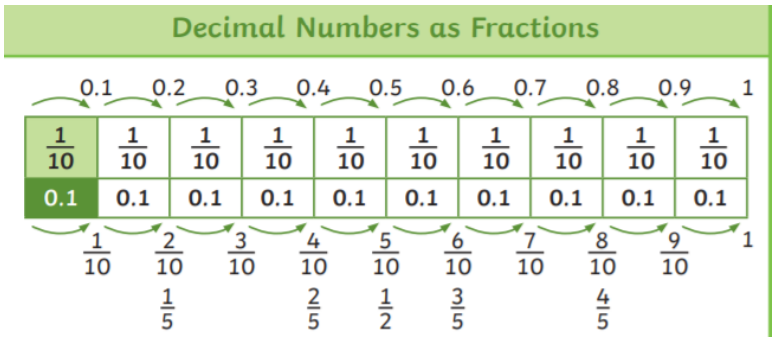 Decimal Numbers as Fractions
0.1 0.2 0.3 0.4 0.5 0.6 0.7 0.8 0.9 1
1/10 1/10 1/10 1/10 1/10 1/10 1/10 1/10 1/10 1/10
0.1 0.1 0.1 0.1 0.1 0.1 0.1 0.1 0.1 0.1
1/10 2/10 3/10 4/10 5/10 6/10 7/10 8/10 9/10 1
1/5 2/5 1/2 3/5 4/5